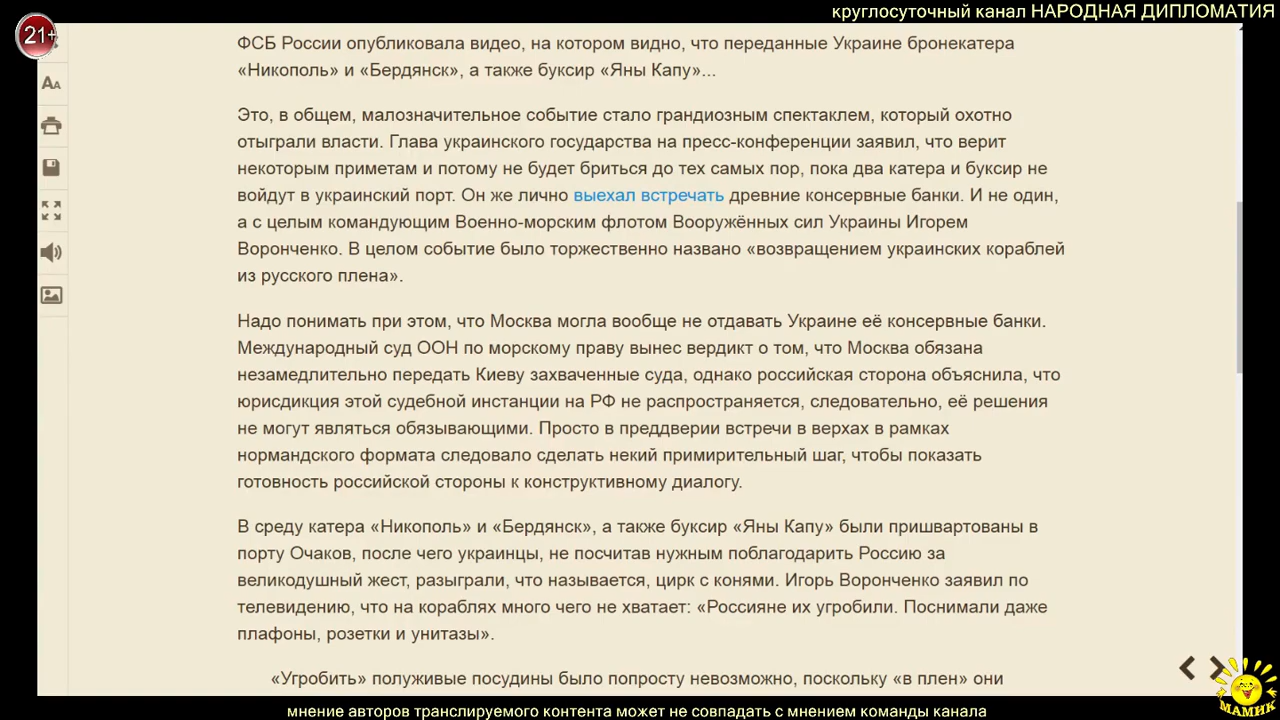 круглосуточный канал НАРОДНАЯ ДИПЛОМАТИЯ
21+
ФСБ России опубликовала видео, на котором видно, что переданные Украине бронекатера
«Никополь» и «Бердянск», а также буксир «Яны Капу»...
Это, в общем, малозначительное событие стало грандиозным спектаклем, который охотно
отыграли власти. Глава украинского государства на пресс-конференции заявил, что верит
некоторым приметам и потому не будет бриться до тех самых пор, пока два катера и буксир не
войдут в украинский порт. Он же лично выехал встречать древние консервные банки. И не один,
а с целым командующим Военно-морским флотом Вооружённых сил Украины Игорем
Воронченко. В целом событие было торжественно названо «возвращением украинских кораблей
из русского плена».
Надо понимать при этом, что Москва могла вообще не отдавать Украине её консервные банки.
Международный суд ООН по морскому праву вынес вердикт о том, что Москва обязана
незамедлительно передать Киеву захваченные суда, однако российская сторона объяснила, что
юрисдикция этой судебной инстанции на РФ не распространяется, следовательно, её решения
не могут являться обязывающими. Просто в преддверии встречи в верхах в рамках
нормандского формата следовало сделать некий примирительный шаг, чтобы показать
готовность российской стороны к конструктивному диалогу.
В среду катера «Никополь» и «Бердянск», а также буксир «Яны Капу» были пришвартованы в
порту Очаков, после чего украинцы, не посчитав нужным поблагодарить Россию за
великодушный жест, разыграли, что называется, цирк с конями. Игорь Воронченко заявил по
телевидению, что на кораблях много чего не хватает: «Россияне их угробили. Поснимали даже
плафоны, розетки и унитазы».
«Угробить» полуживые посудины было попросту невозможно, поскольку «в плен» они
МАМИК
мнение авторов транслируемого контента может не совпадать с мнением команды канала